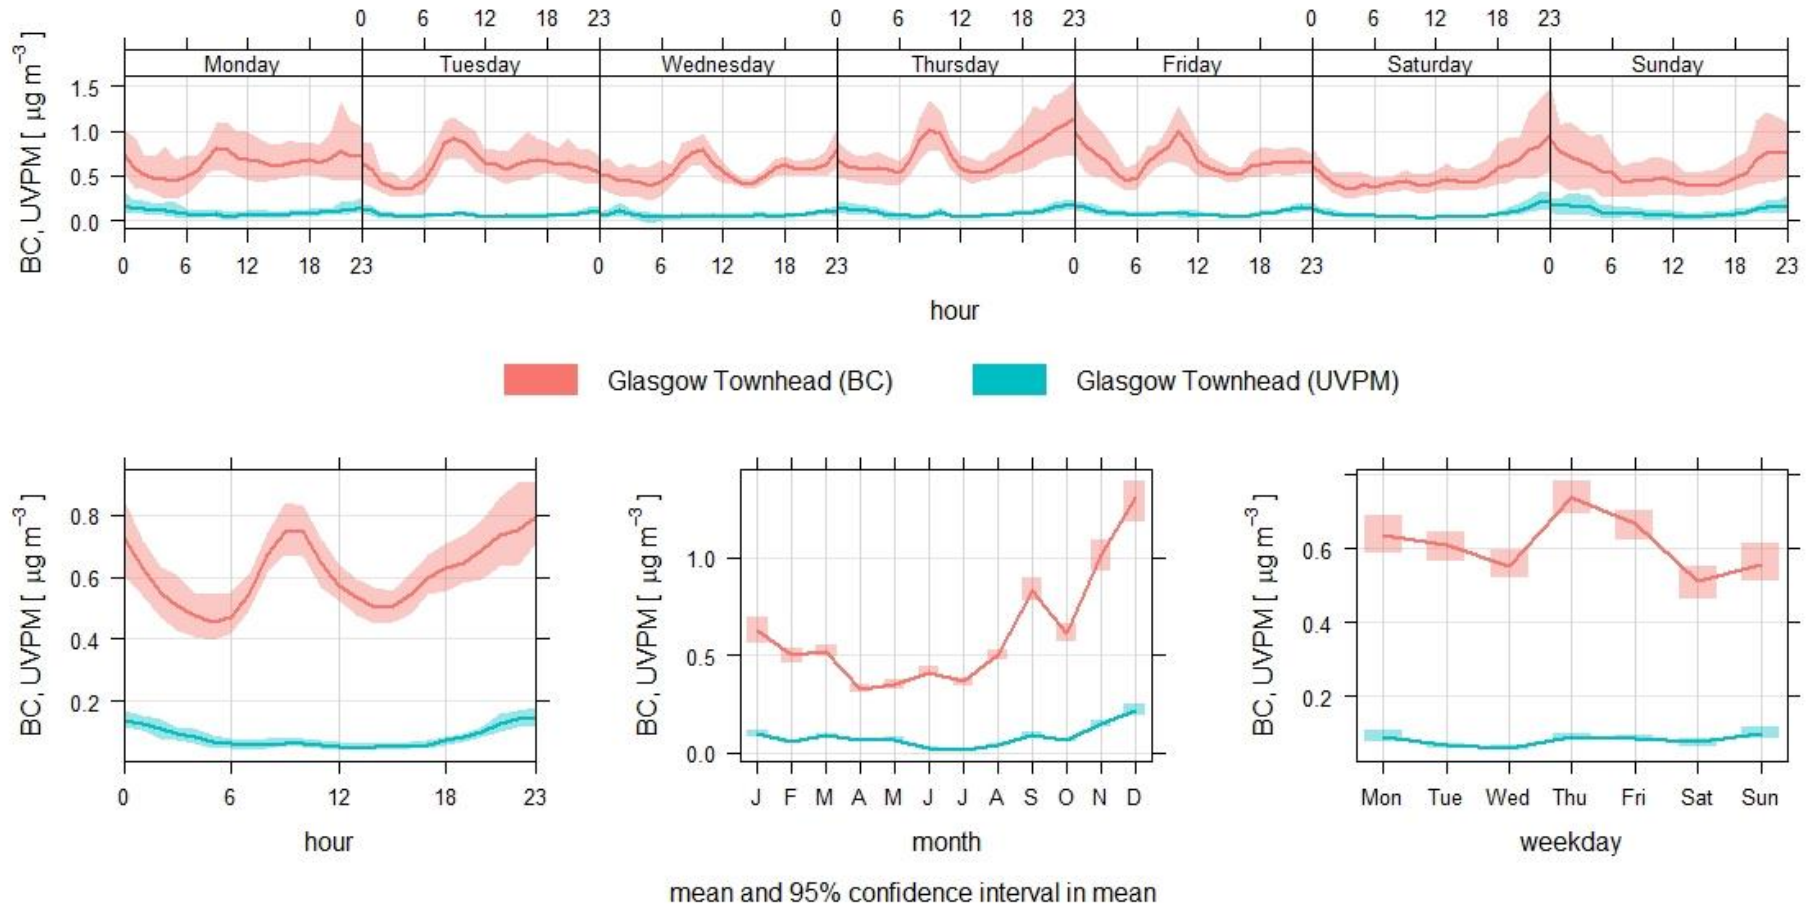 0 6 12 18 23 0 6 12 18 23 0 6 12 18 23
Monday Tuesday Wednesday Thursday Friday Saturday Sunday
BC, UVPM [ μg m⁻³ ]
1.5
1.0
0.5
0.0
0 6 12 18 23 0 6 12 18 23 0 6 12 18 23 0 6 12 18 23
hour
Glasgow Townhead (BC) Glasgow Townhead (UVPM)
BC, UVPM [ μg m⁻³ ]
0.8
0.6
0.4
0.2
0 6 12 18 23
hour
BC, UVPM [ μg m⁻³ ]
1.0
0.5
0.0
J F M A M J J A S O N D
month
BC, UVPM [ μg m⁻³ ]
0.6
0.4
0.2
Mon Tue Wed Thu Fri Sat Sun
weekday
mean and 95% confidence interval in mean